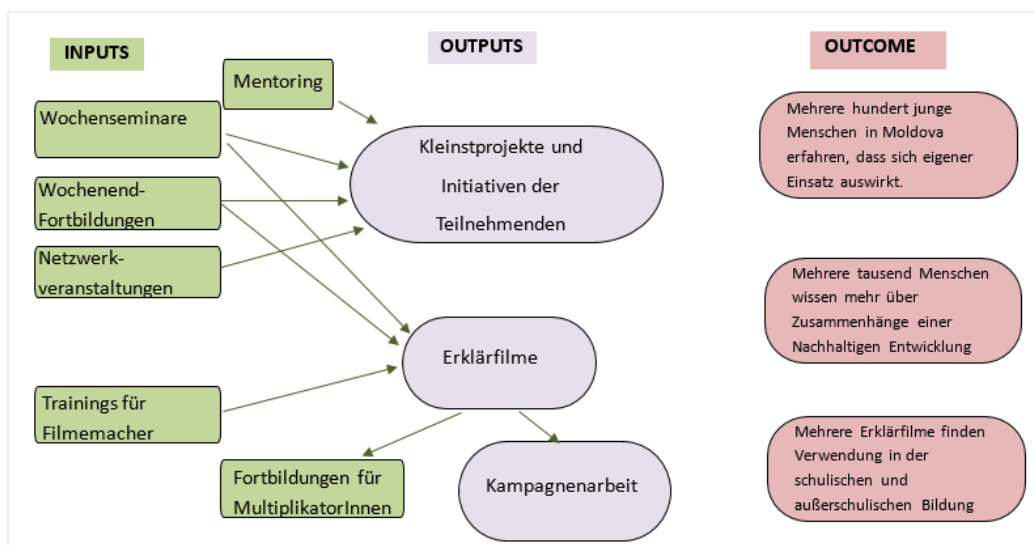 INPUTS
OUTPUTS
OUTCOME
Mentoring
Wochenseminare
Wochenend-
Fortbildungen
Netzwerk-
veranstaltungen
Trainings für
Filmemacher
Fortbildungen für
MultiplikatorInnen
Kleinstprojekte und
Initiativen der
Teilnehmenden
Erklärfilme
Kampagnenarbeit
Mehrere hundert junge
Menschen in Moldova
erfahren, dass sich eigener
Einsatz auswirkt.
Mehrere tausend Menschen
wissen mehr über
Zusammenhänge einer
Nachhaltigen Entwicklung
Mehrere Erklärfilme finden
Verwendung in der
schulischen und
außerschulischen Bildung